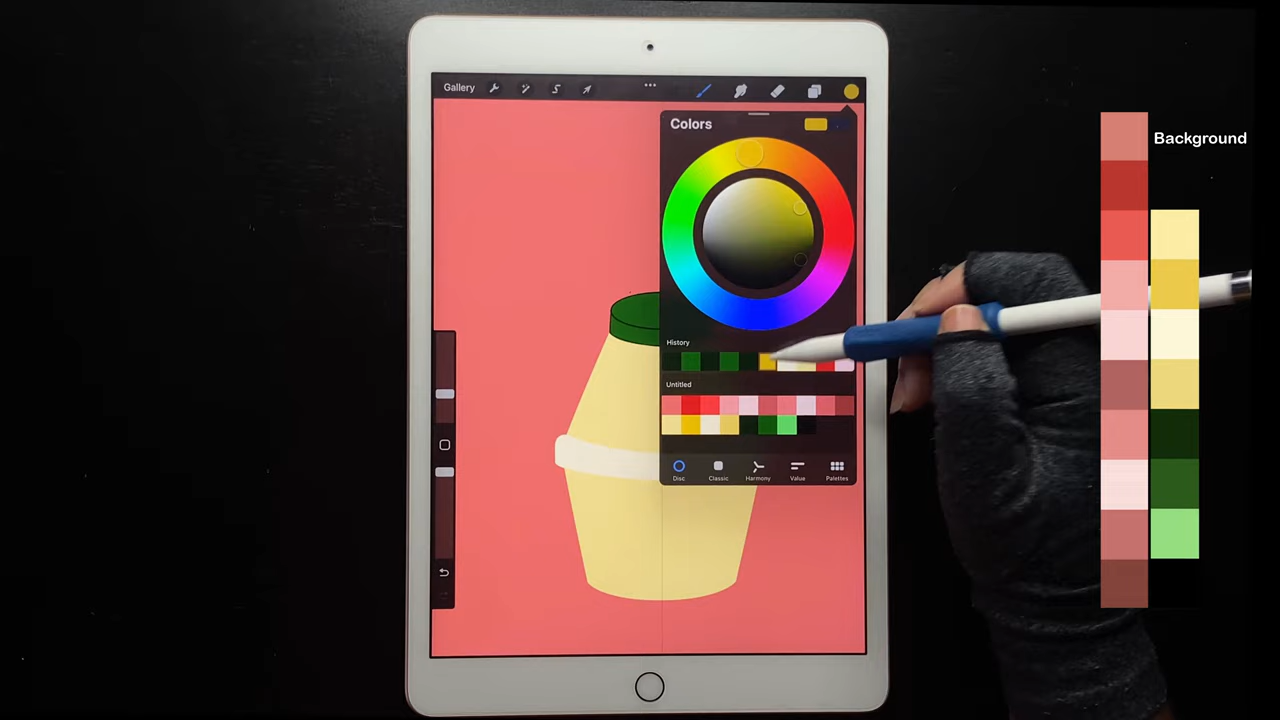 Gallery
Colors
History
Untitled
Disc
Classic
Harmony
Value
Palettes
Background